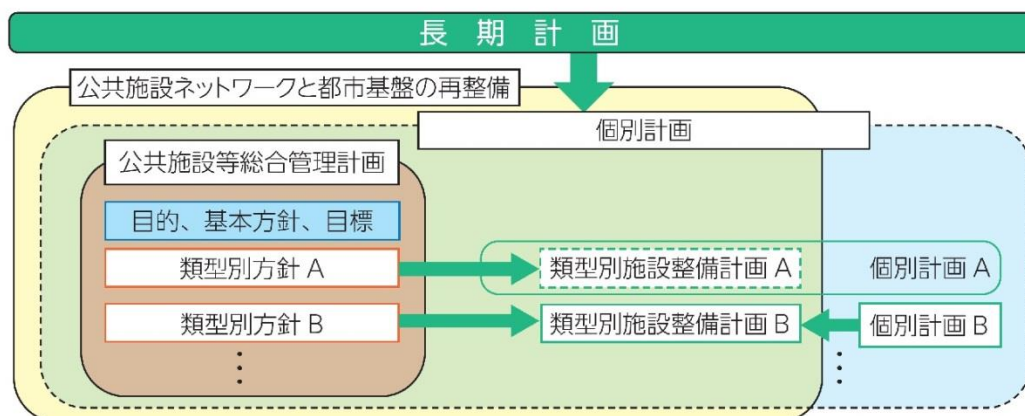 長期計画
公共施設ネットワークと都市基盤の再整備
個別計画
公共施設等総合管理計画
目的、基本方針、目標
類型別方針 A
類型別施設整備計画 A
個別計画 A
類型別方針 B
類型別施設整備計画 B
個別計画 B
⋮
⋮